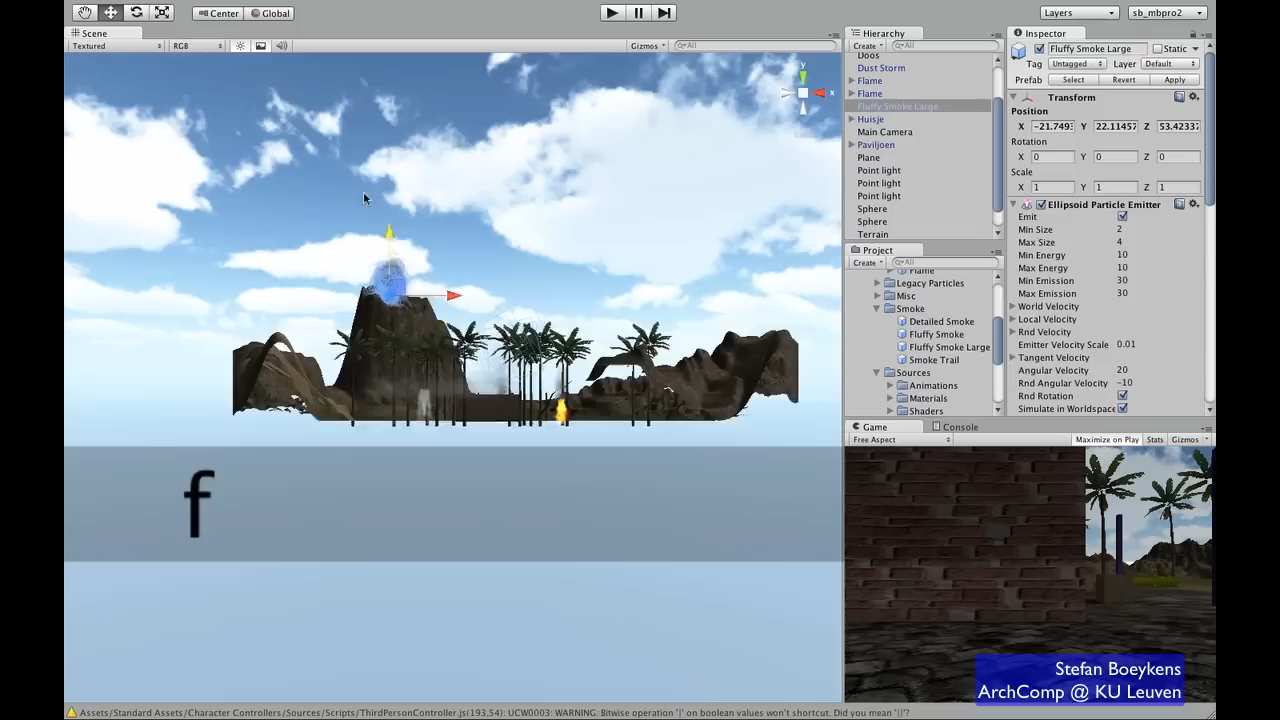 Center Global
Layers sb_mbpro2
Scene
Textured RGB Gizmos All
y
x
f
Hierarchy
Create All
Doos
Dust Storm
Flame
Flame
Fluffy Smoke Large
Huisje
Main Camera
Paviljoen
Plane
Point light
Point light
Point light
Sphere
Sphere
Terrain
Project
Create All
Flame
Legacy Particles
Misc
Smoke
Detailed Smoke
Fluffy Smoke
Fluffy Smoke Large
Smoke Trail
Sources
Animations
Materials
Shaders
Inspector
Fluffy Smoke Large Static
Tag Untagged Layer Default
Prefab Select Revert Apply
Transform
Position
X -21.749 Y 22.11457 Z 53.42337
Rotation
X 0 Y 0 Z 0
Scale
X 1 Y 1 Z 1
Ellipsoid Particle Emitter
Emit
Min Size 2
Max Size 4
Min Energy 10
Max Energy 10
Min Emission 30
Max Emission 30
World Velocity
Local Velocity
Rnd Velocity
Emitter Velocity Scale 0.01
Tangent Velocity
Angular Velocity 20
Rnd Angular Velocity -10
Rnd Rotation
Simulate in Worldspace
Game Console
Free Aspect Maximize on Play Stats Gizmos
Stefan Boeykens
ArchComp @ KU Leuven
Assets/Standard Assets/Character Controllers/Sources/Scripts/ThirdPersonController.js(193,54): UCW0003: WARNING: Bitwise operation '|' on boolean values won't shortcut. Did you mean '||'?